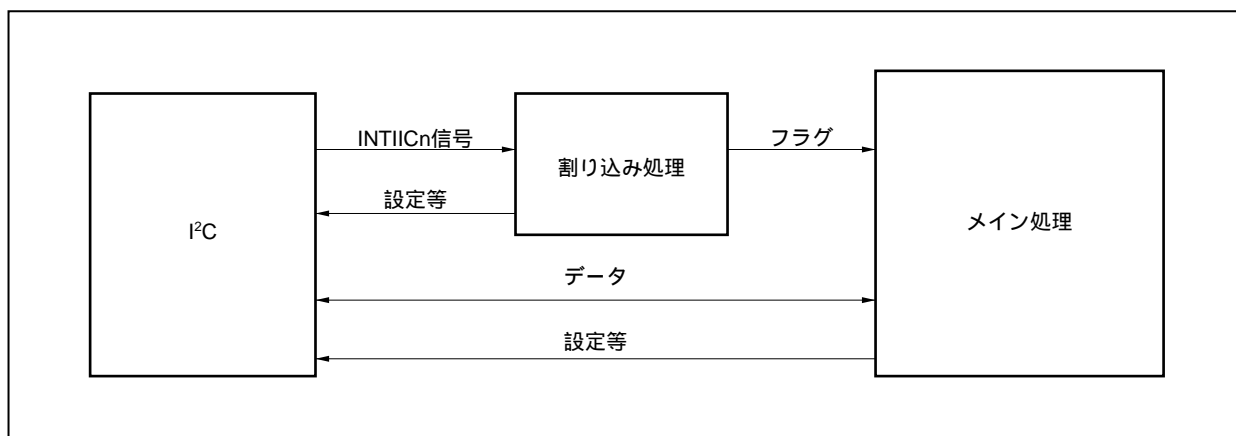 INTIICn信号
フラグ
割り込み処理
設定等
I²C
メイン処理
データ
設定等